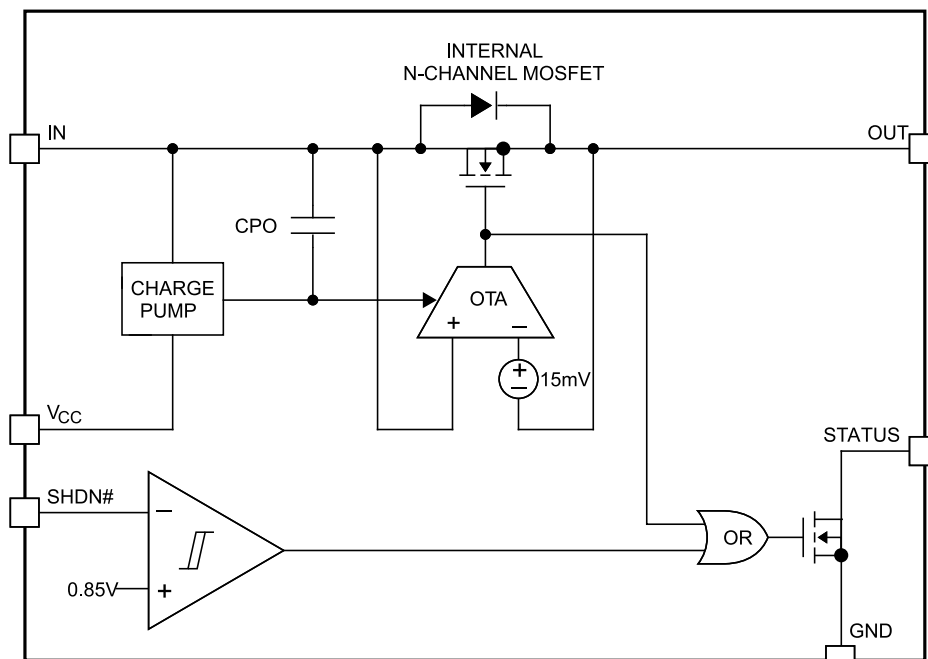 INTERNAL
N-CHANNEL MOSFET
IN
OUT
CPO
CHARGE
PUMP
OTA
+
−
+
−
15mV
VCC
STATUS
SHDN#
−
OR
0.85V
+
GND